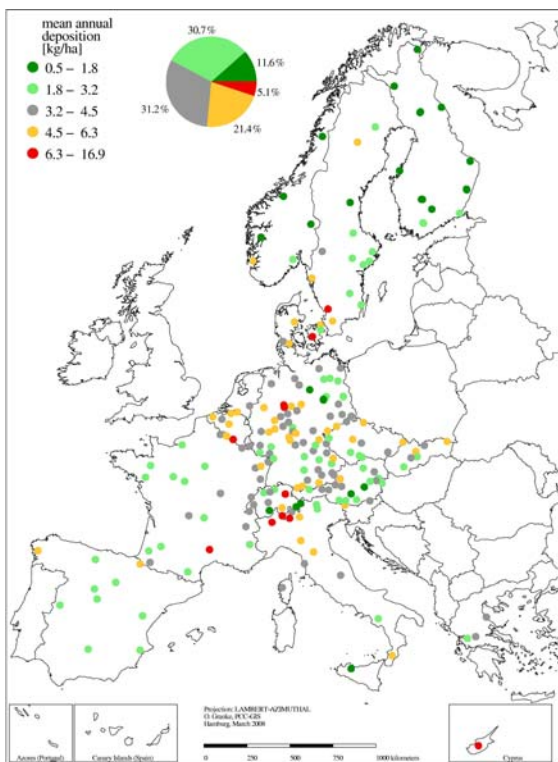 mean annual
deposition
[kg/ha]
0.5 – 1.8
1.8 – 3.2
3.2 – 4.5
4.5 – 6.3
6.3 – 16.9
30.7%
11.6%
5.1%
21.4%
31.2%
Projection: LAMBERT-AZIMUTHAL
O. Granke, PCC-GIS
Hamburg, March 2008
0 250 500 750 1000 kilometers
Azores (Portugal)
Canary Islands (Spain)
Cyprus